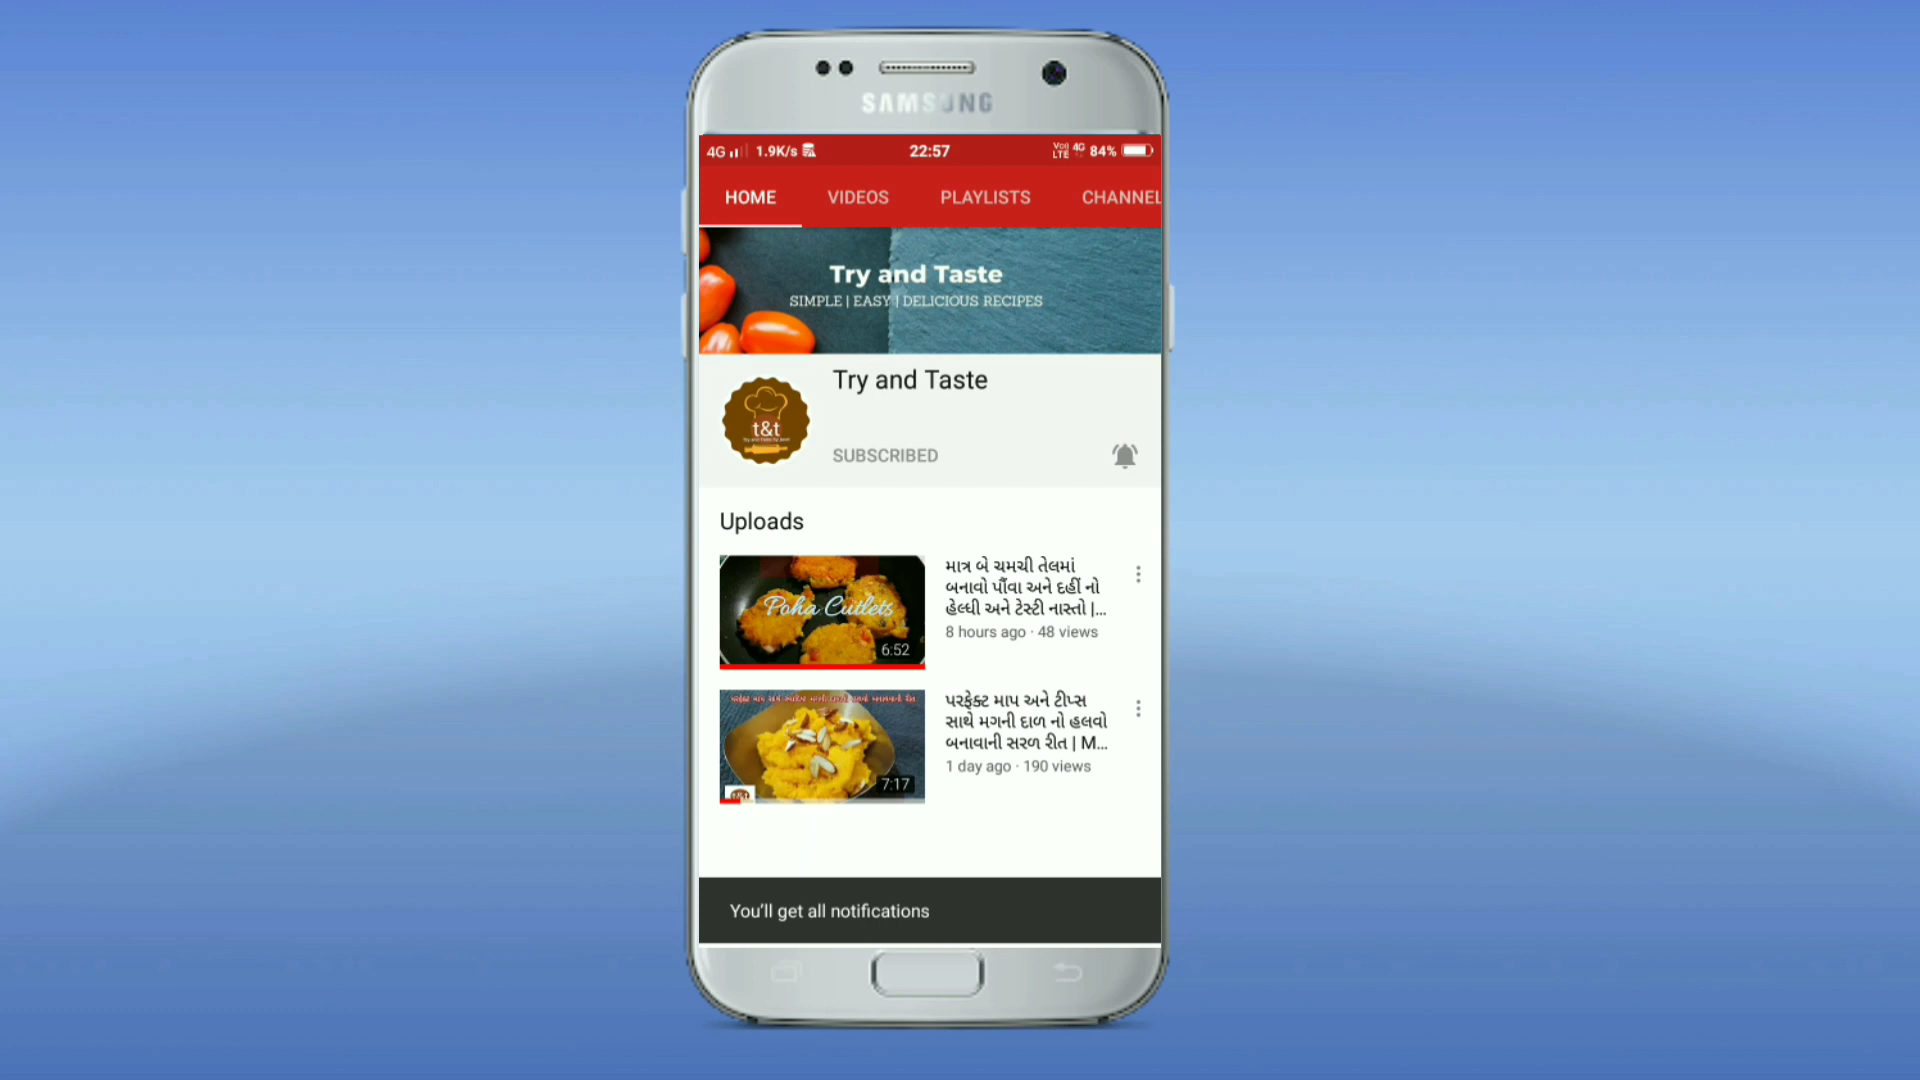 SAMSUNG
4G 1.9K/s 22:57 VoLTE 4G 84%
HOME VIDEOS PLAYLISTS CHANNEL
Try and Taste
SIMPLE | EASY | DELICIOUS RECIPES
Try and Taste
t&t
SUBSCRIBED
Uploads
Poha Cutlets
6:52
માત્ર બે ચમચી તેલમાં
બનાવો પૌંવા અને દહીં નો
હેલ્ધી અને ટેસ્ટી નાસ્તો |...
8 hours ago · 48 views
7:17
t&t
પરફેક્ટ માપ અને ટીપ્સ
સાથે મગની દાળ નો હલવો
બનાવાની સરળ રીત | M...
1 day ago · 190 views
You'll get all notifications